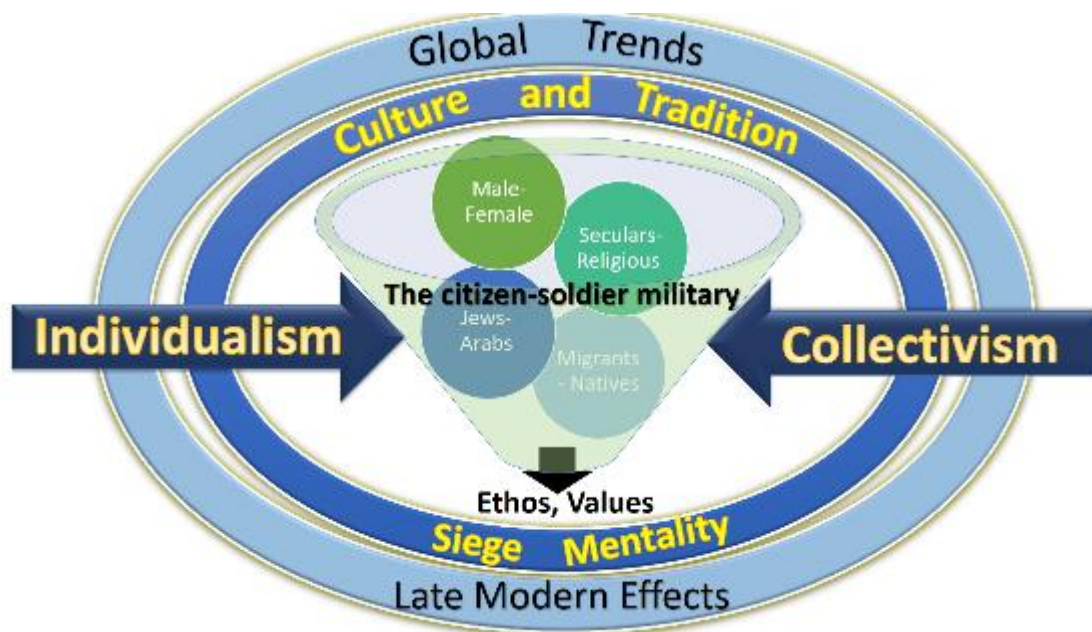 Global Trends
Culture and Tradition
Male-
Female
Seculars-
Religious
The citizen-soldier military
Individualism
Jews-
Arabs
Collectivism
Migrants
- Natives
Ethos, Values
Siege Mentality
Late Modern Effects